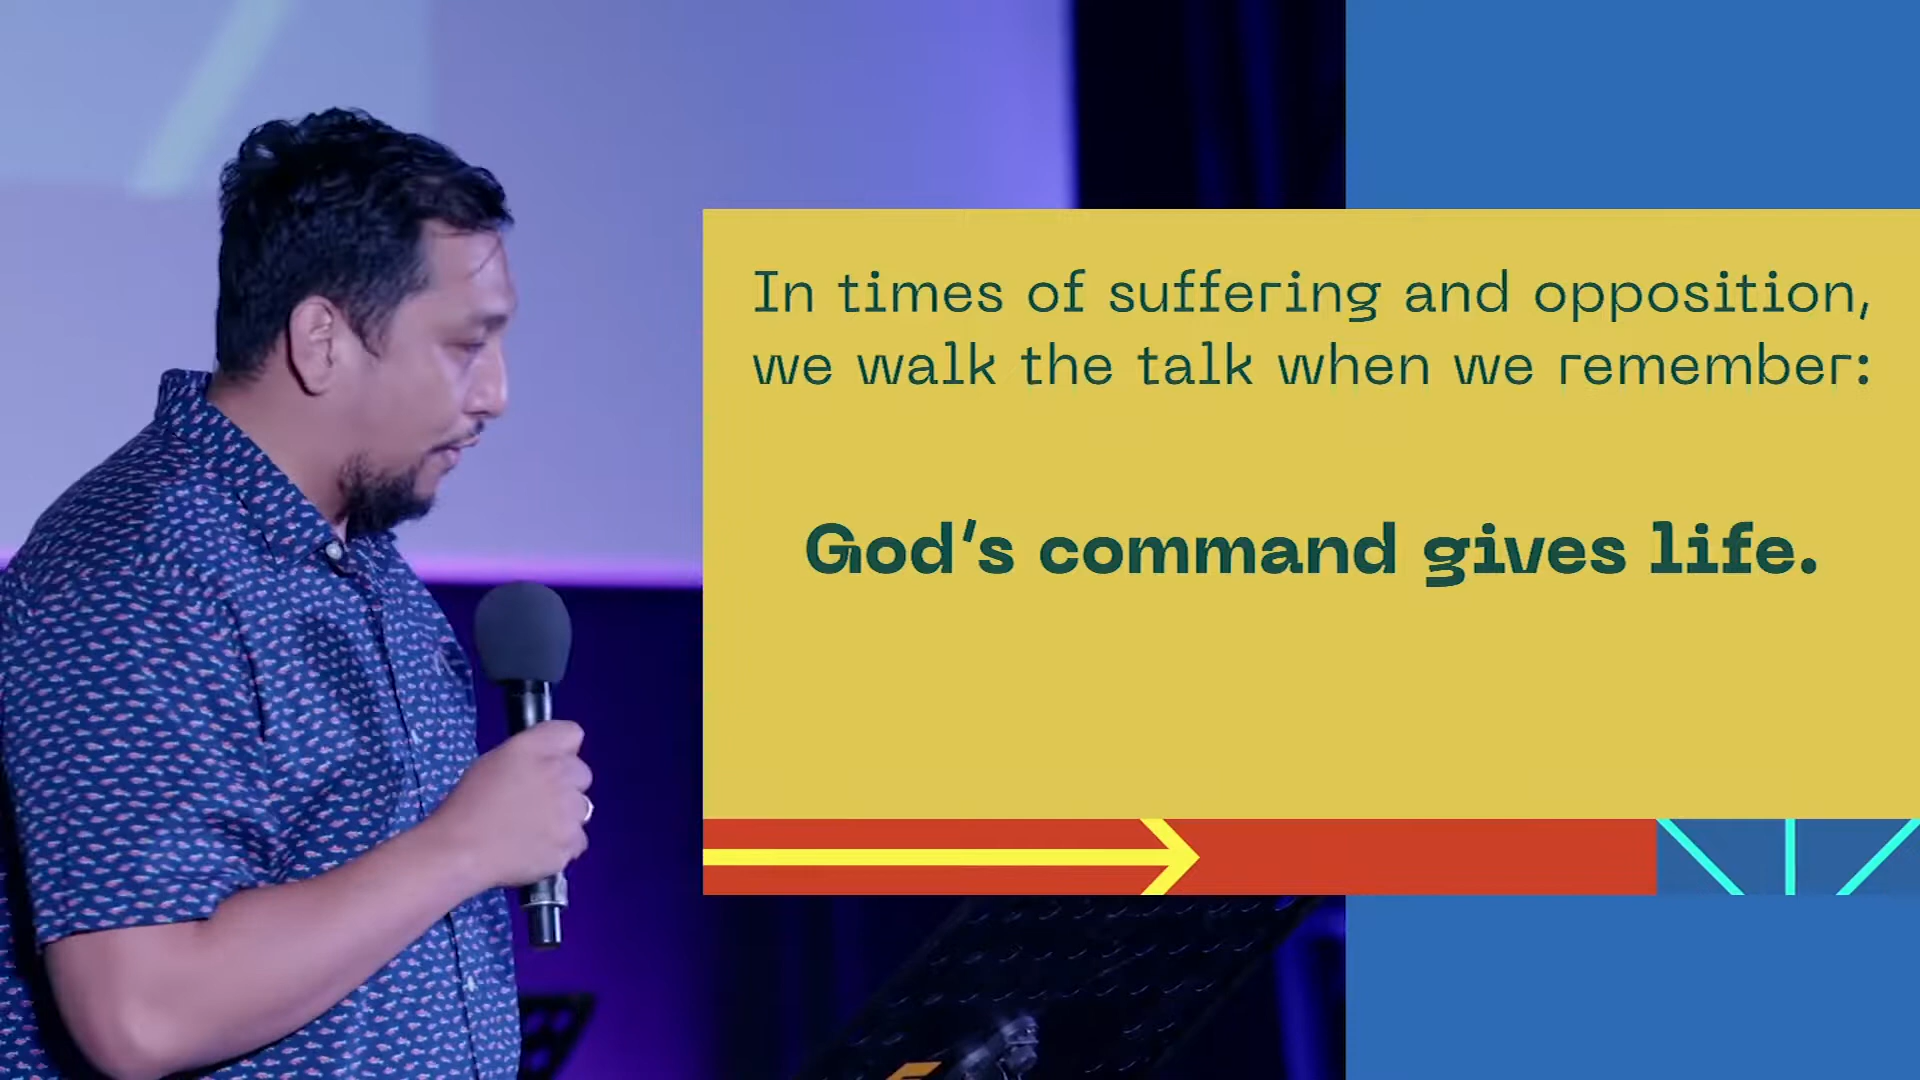 In times of suffering and opposition,
we walk the talk when we remember:
God's command gives life.